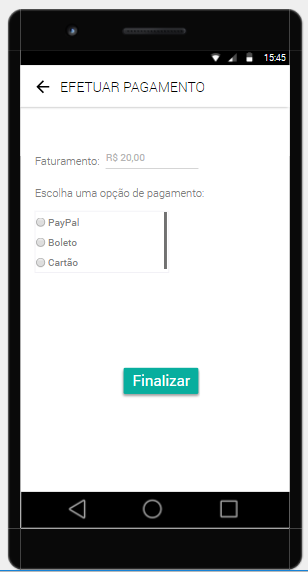 15:45
EFETUAR PAGAMENTO
Faturamento: R$ 20,00
Escolha uma opção de pagamento:
PayPal
Boleto
Cartão
Finalizar